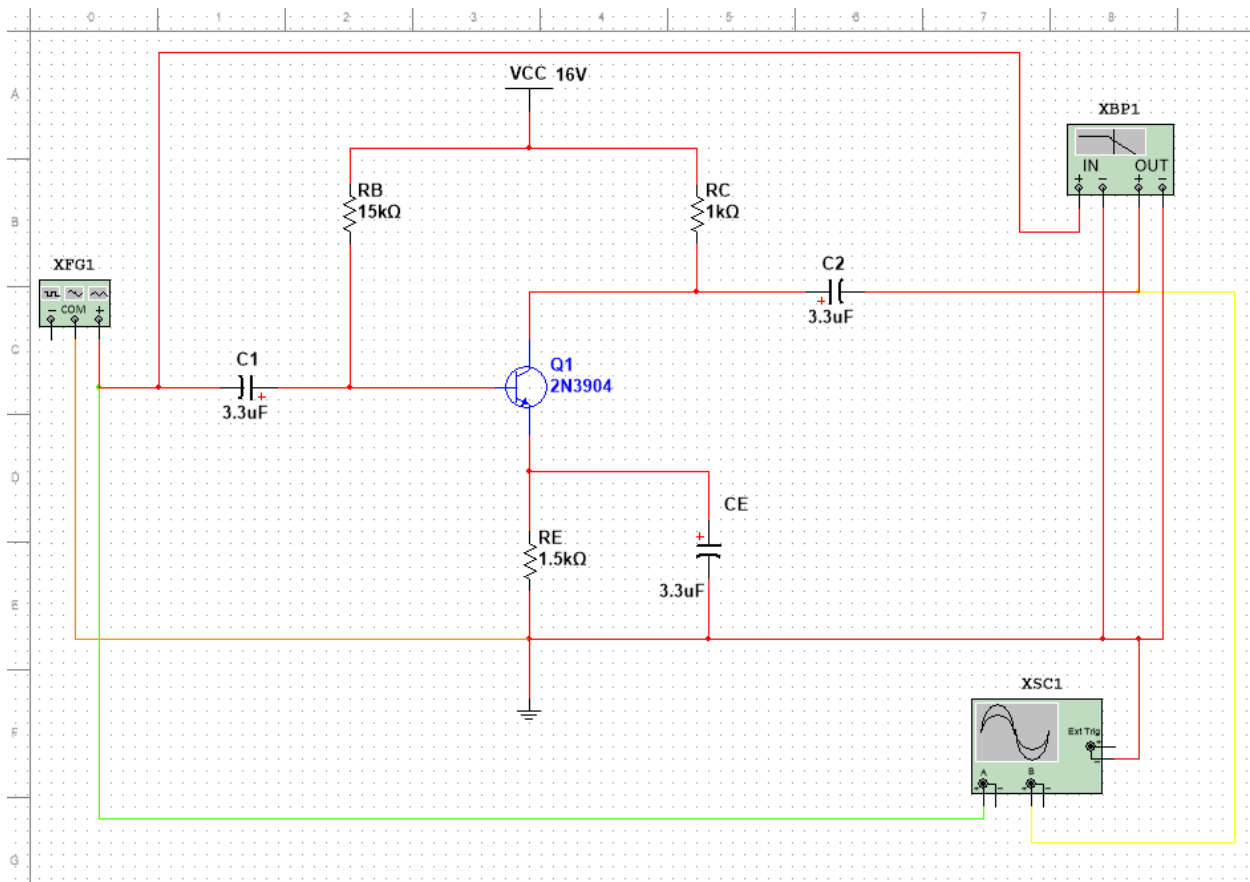 0 1 2 3 4 5 6 7 8
A
B
C
D
E
F
G
VCC 16V
XBP1
IN OUT
+ - + -
RB
15kΩ
RC
1kΩ
XFG1
- COM +
C2
+
3.3uF
C1
+
3.3uF
Q1
2N3904
CE
+
3.3uF
RE
1.5kΩ
XSC1
Ext Trig
+
-
A B
+ - + -